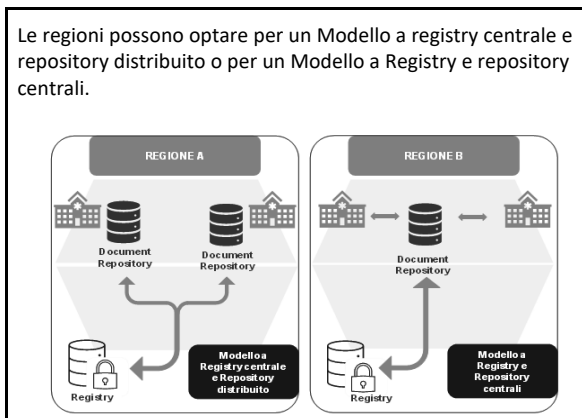 Le regioni possono optare per un Modello a registry centrale e
repository distribuito o per un Modello a Registry e repository
centrali.
REGIONE A
Document
Repository
Document
Repository
Registry
Modello a
Registry centrale
e Repository
distribuito
REGIONE B
Document
Repository
Registry
Modello a
Registry e
Repository
centrali